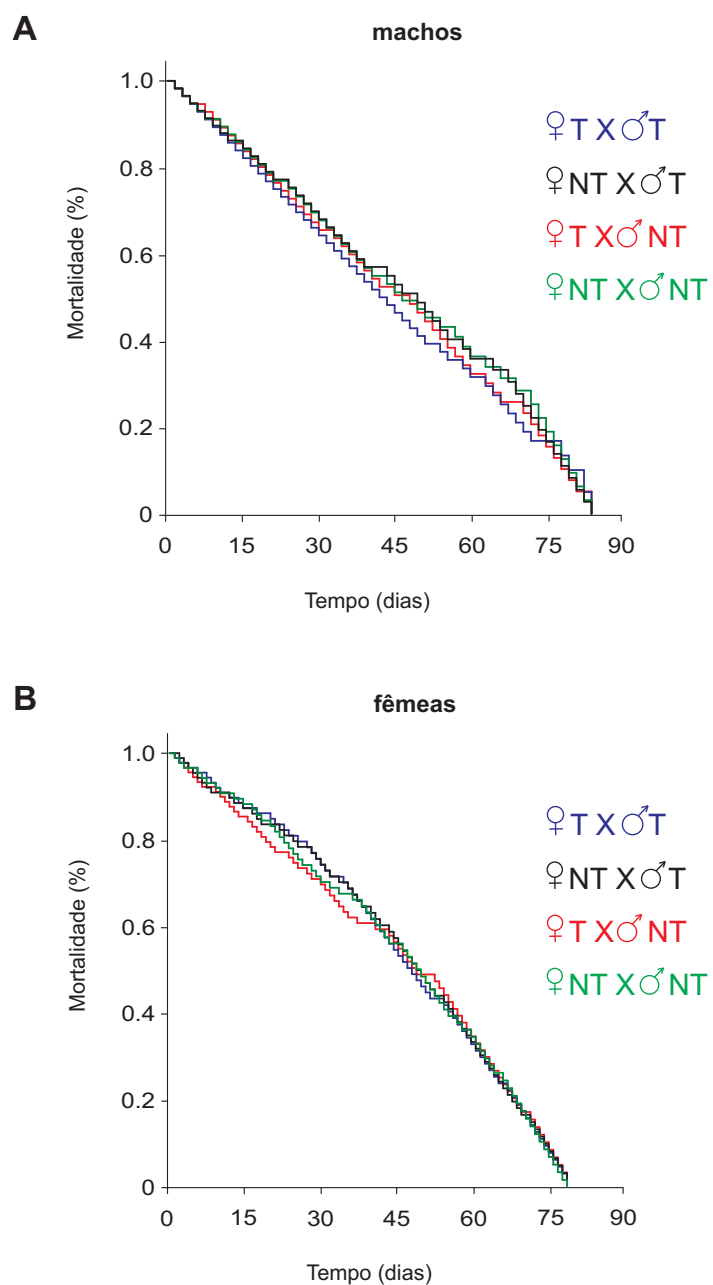 A
machos
1.0
0.8
0.6
0.4
0.2
0
Mortalidade (%)
♀T X ♂T
♀NT X ♂T
♀T X ♂ NT
♀NT X ♂ NT
0 15 30 45 60 75 90
Tempo (dias)
B
fêmeas
1.0
0.8
0.6
0.4
0.2
0
Mortalidade (%)
♀T X ♂T
♀NT X ♂T
♀T X ♂ NT
♀NT X ♂ NT
0 15 30 45 60 75 90
Tempo (dias)